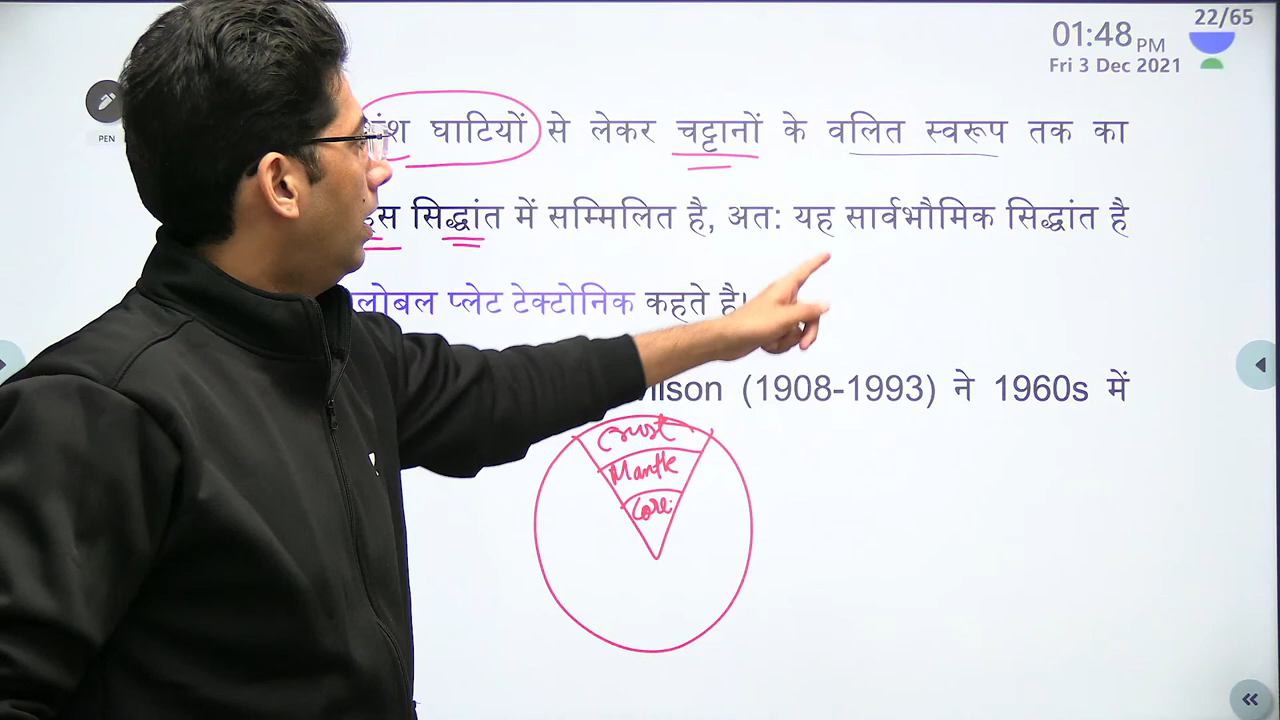 22/65
01:48 PM
Fri 3 Dec 2021
PEN
घाटियों से लेकर चट्टानों के वलित स्वरूप तक का
इस सिद्धांत में सम्मिलित है, अत: यह सार्वभौमिक सिद्धांत है
प्लेट टेक्टोनिक कहते है।
(1908-1993) ने 1960s में
Crust
Mantle
Core